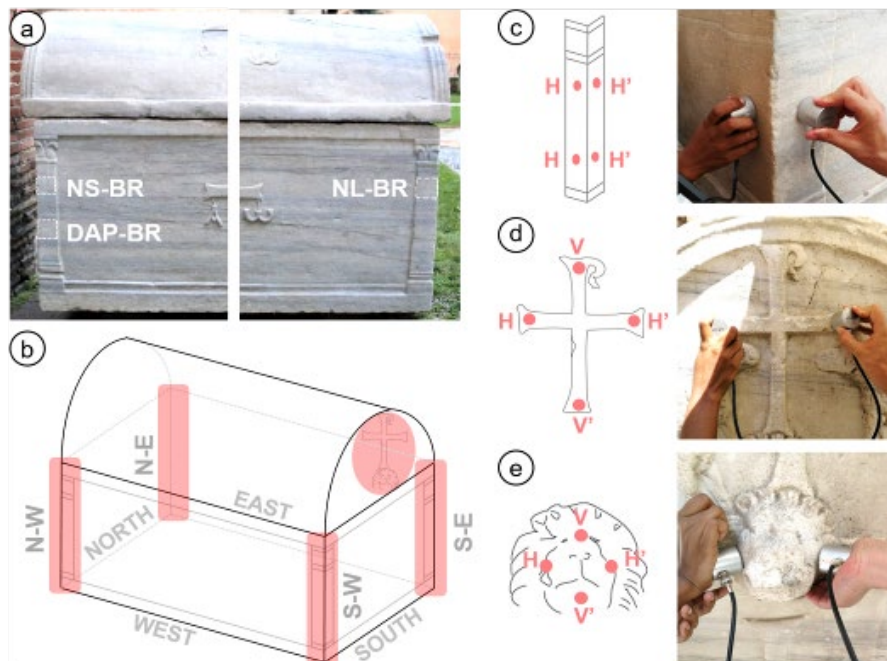 a
NS-BR
NL-BR
DAP-BR
A
b
N-E
N-W
NORTH
EAST
S-E
S-W
WEST
SOUTH
c
H H'
H H'
d
V
H H'
V'
e
V
H H'
V'